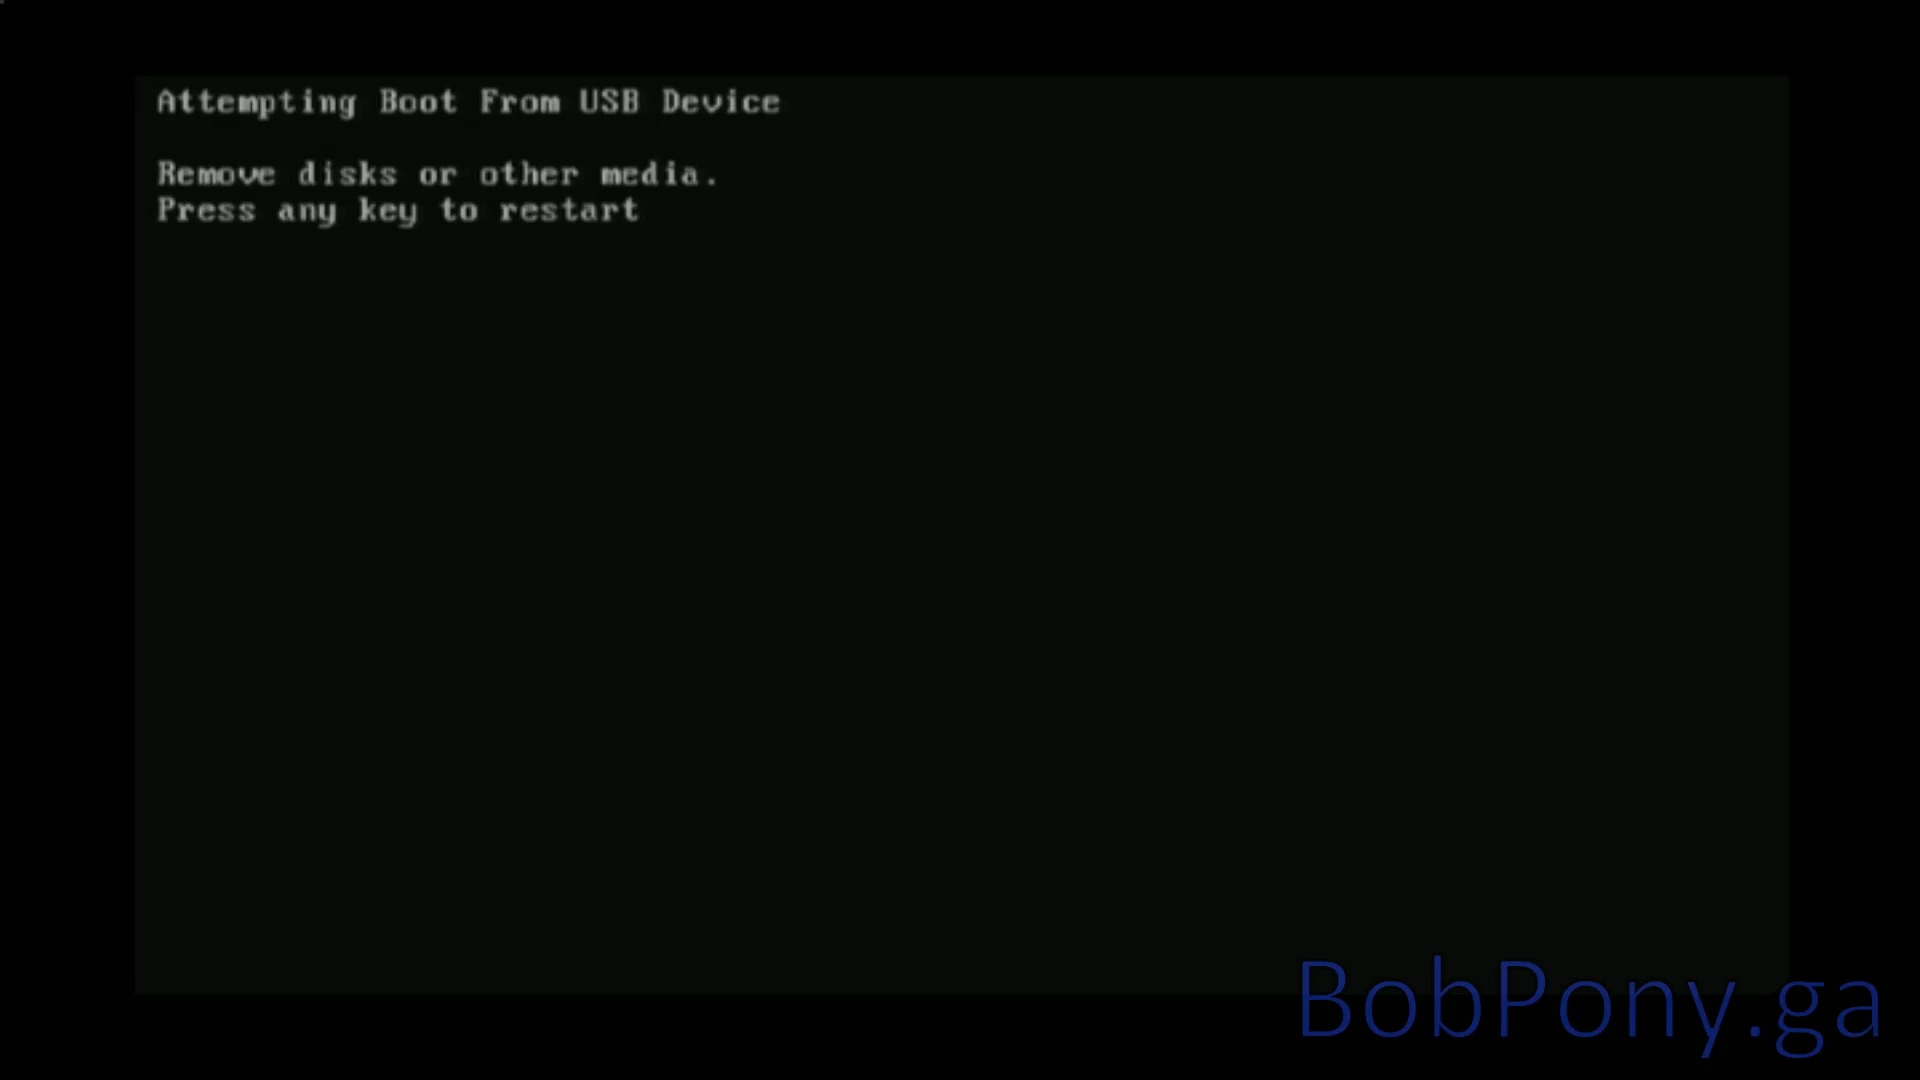 Attempting Boot From USB Device
Remove disks or other media.
Press any key to restart
BobPony.ga